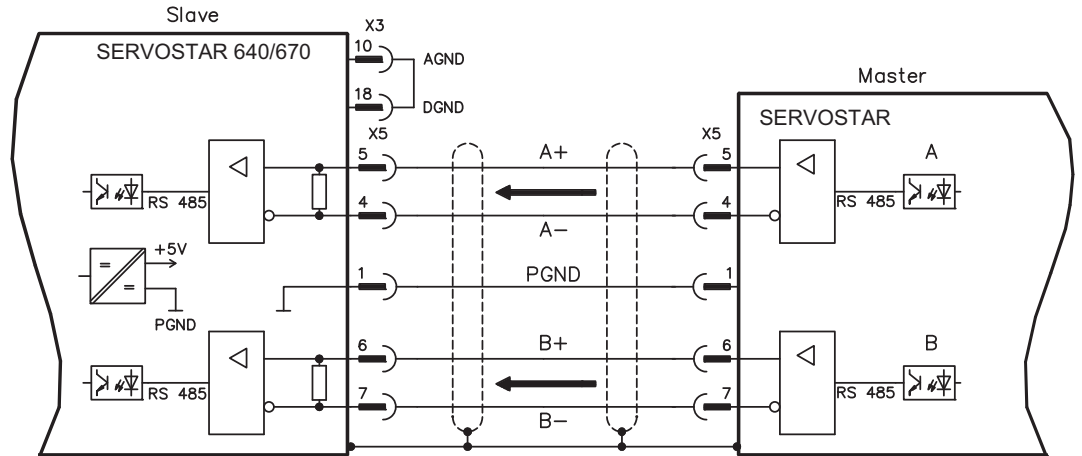 Slave
X3
SERVOSTAR 640/670
10
AGND
Master
18
DGND
SERVOSTAR
X5
X5
5
A+
5
A
RS 485
RS 485
4
A-
4
+5V
=
=
1
PGND
1
PGND
6
B+
6
B
RS 485
RS 485
7
B-
7